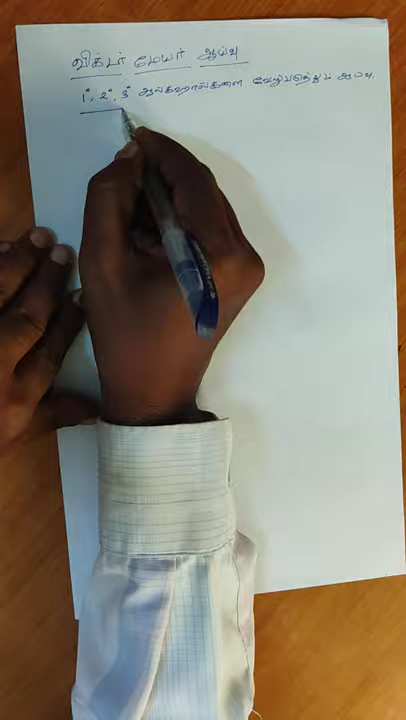 விக்டர் மேயர் ஆய்வு
1°, 2°, 3° ஆல்கஹால்களை வேறுபடுத்தும் ஆய்வு.